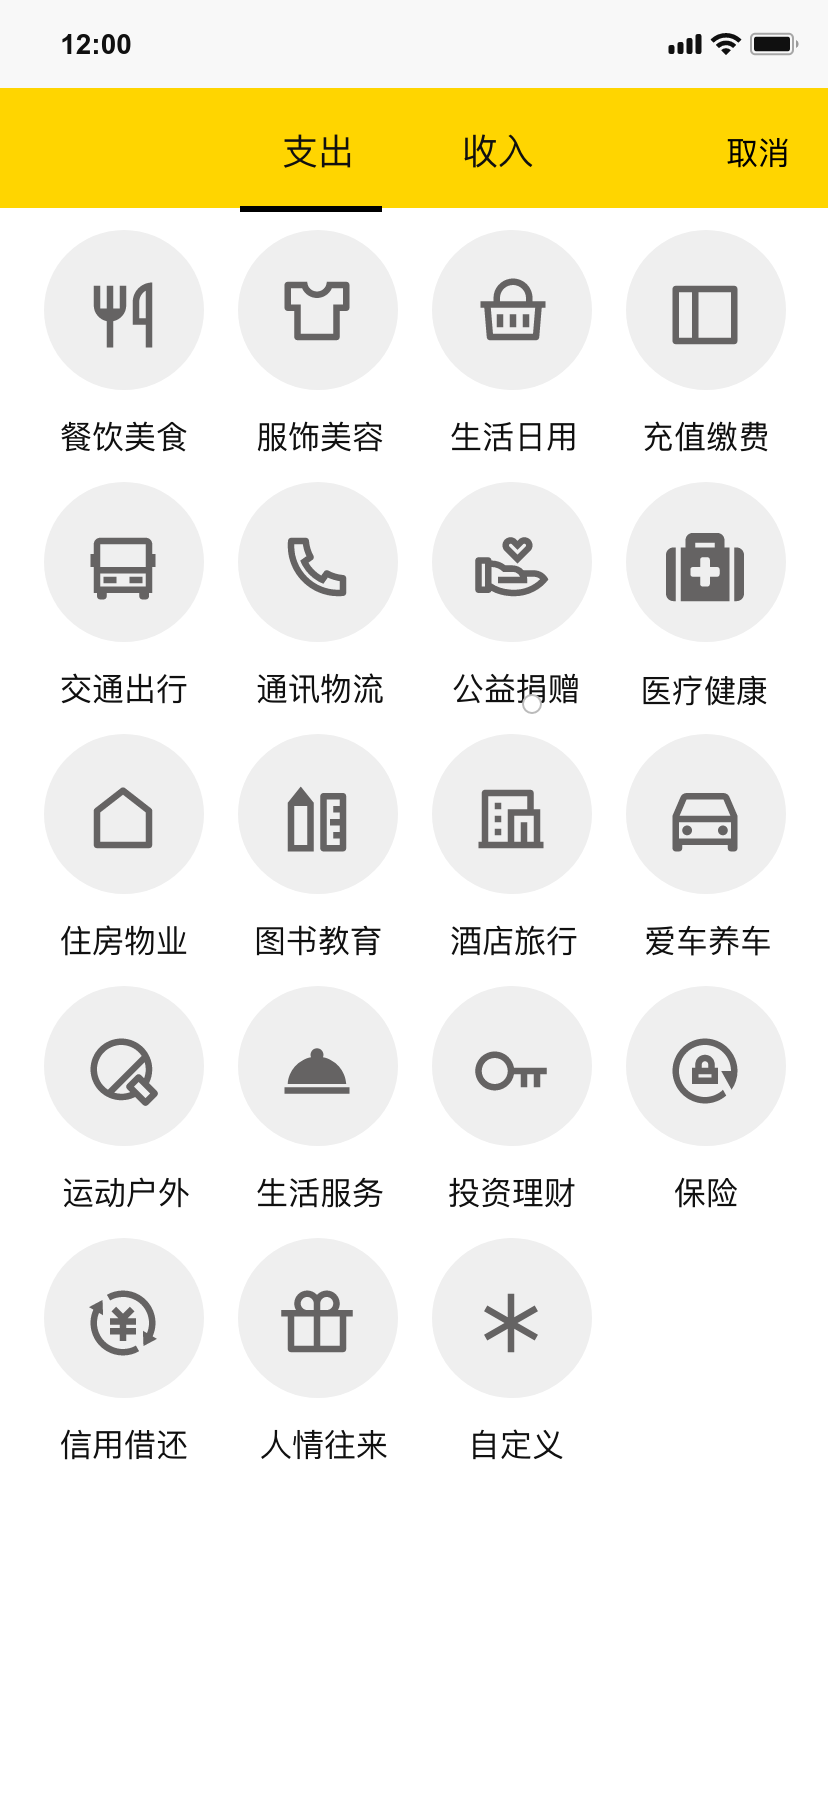 12:00
支出 收入 取消
餐饮美食 服饰美容 生活日用 充值缴费
交通出行 通讯物流 公益捐赠 医疗健康
住房物业 图书教育 酒店旅行 爱车养车
运动户外 生活服务 投资理财 保险
¥
信用借还 人情往来 自定义